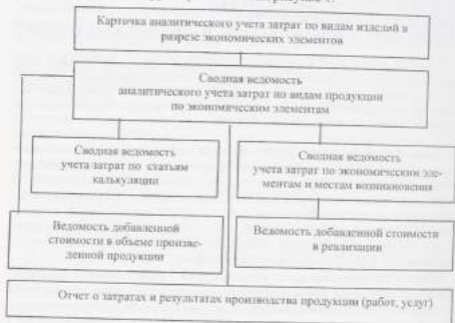 Карточка аналитического учета затрат по видам изделий в
разрезе экономических элементов
Сводная ведомость
аналитического учета затрат по видам продукции
по экономическим элементам
Сводная ведомость
учета затрат по статьям
калькуляции
Сводная ведомость
учета затрат по экономическим эле-
ментам и местам возникновения
Ведомость добавленной
стоимости в объеме произве-
денной продукции
Ведомость добавленной стоимости
в реализации
Отчет о затратах и результатах производства продукции (работ, услуг)